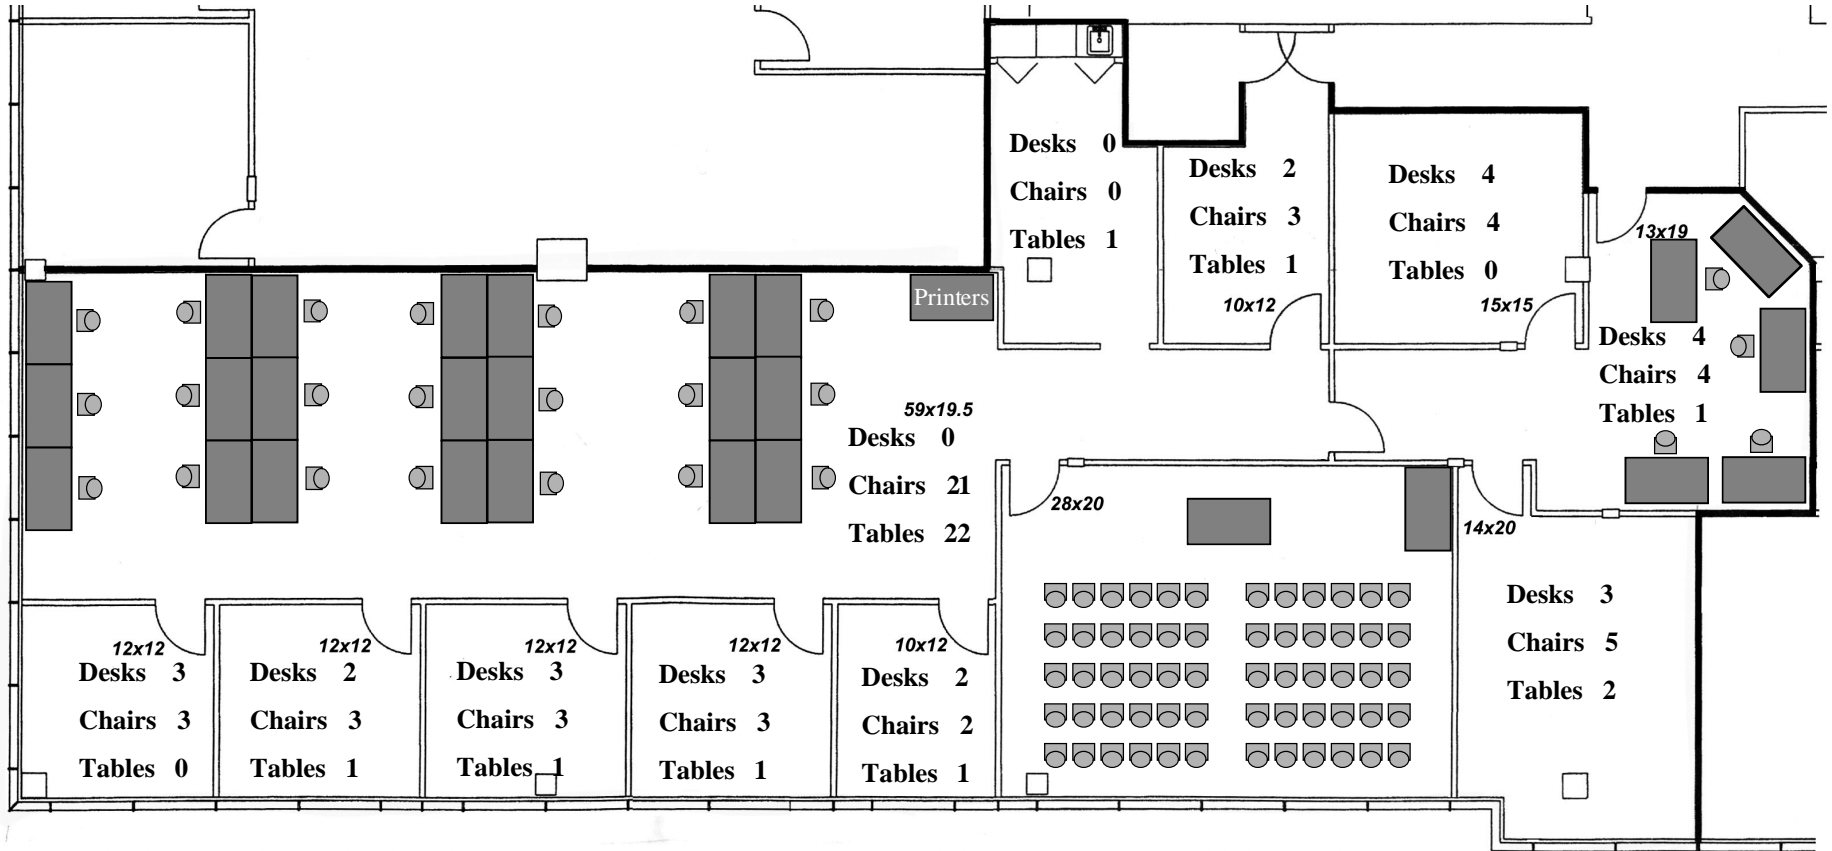 Desks 0
Chairs 0
Tables 1
Desks 2
Chairs 3
Tables 1
10x12
Desks 4
Chairs 4
Tables 0
15x15
13x19
Desks 4
Chairs 4
Tables 1
Printers
59x19.5
Desks 0
Chairs 21
Tables 22
28x20
14x20
Desks 3
Chairs 5
Tables 2
12x12
Desks 3
Chairs 3
Tables 0
12x12
Desks 2
Chairs 3
Tables 1
12x12
Desks 3
Chairs 3
Tables 1
12x12
Desks 3
Chairs 3
Tables 1
10x12
Desks 2
Chairs 2
Tables 1